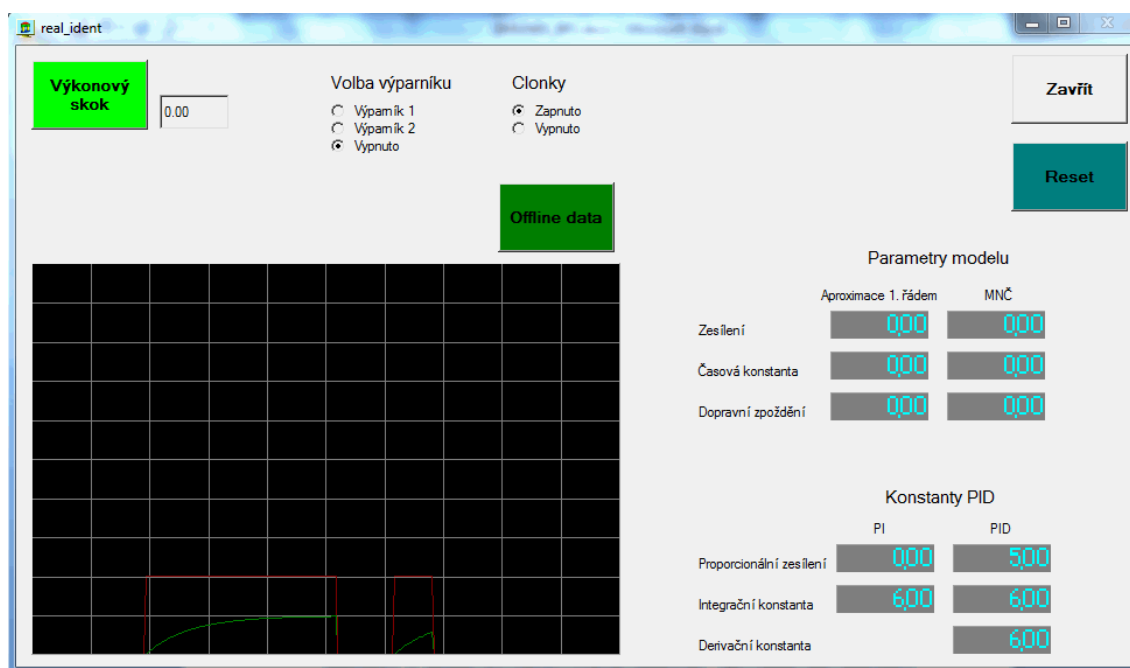 real_ident
Výkonový
skok
0.00
Volba výparníku
Výparník 1
Výparník 2
Vypnuto
Clonky
Zapnuto
Vypnuto
Zavřít
Reset
Offline data
Parametry modelu
Aproximace 1. řádem MNČ
Zesílení 0,00 0,00
Časová konstanta 0,00 0,00
Dopravní zpoždění 0,00 0,00
Konstanty PID
PI PID
Proporcionální zesílení 0,00 5,00
Integrační konstanta 6,00 6,00
Derivační konstanta 6,00